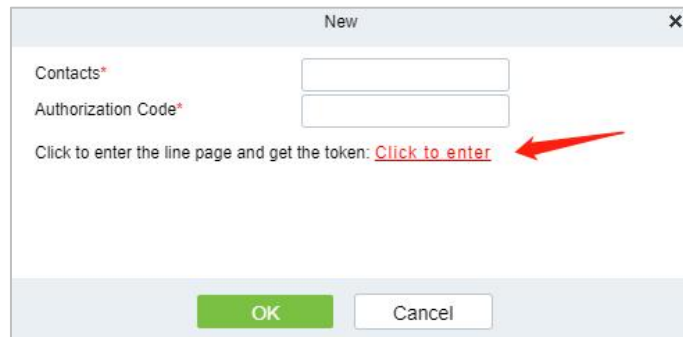 New
Contacts*
Authorization Code*
Click to enter the line page and get the token: Click to enter
OK Cancel